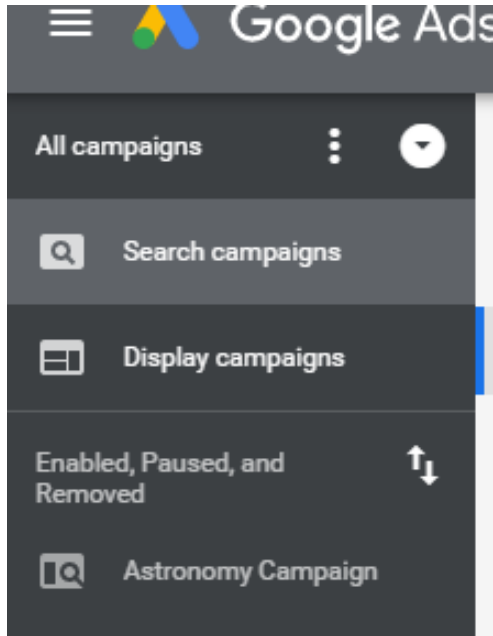 Google Ads
All campaigns
Search campaigns
Display campaigns
Enabled, Paused, and
Removed
Astronomy Campaign